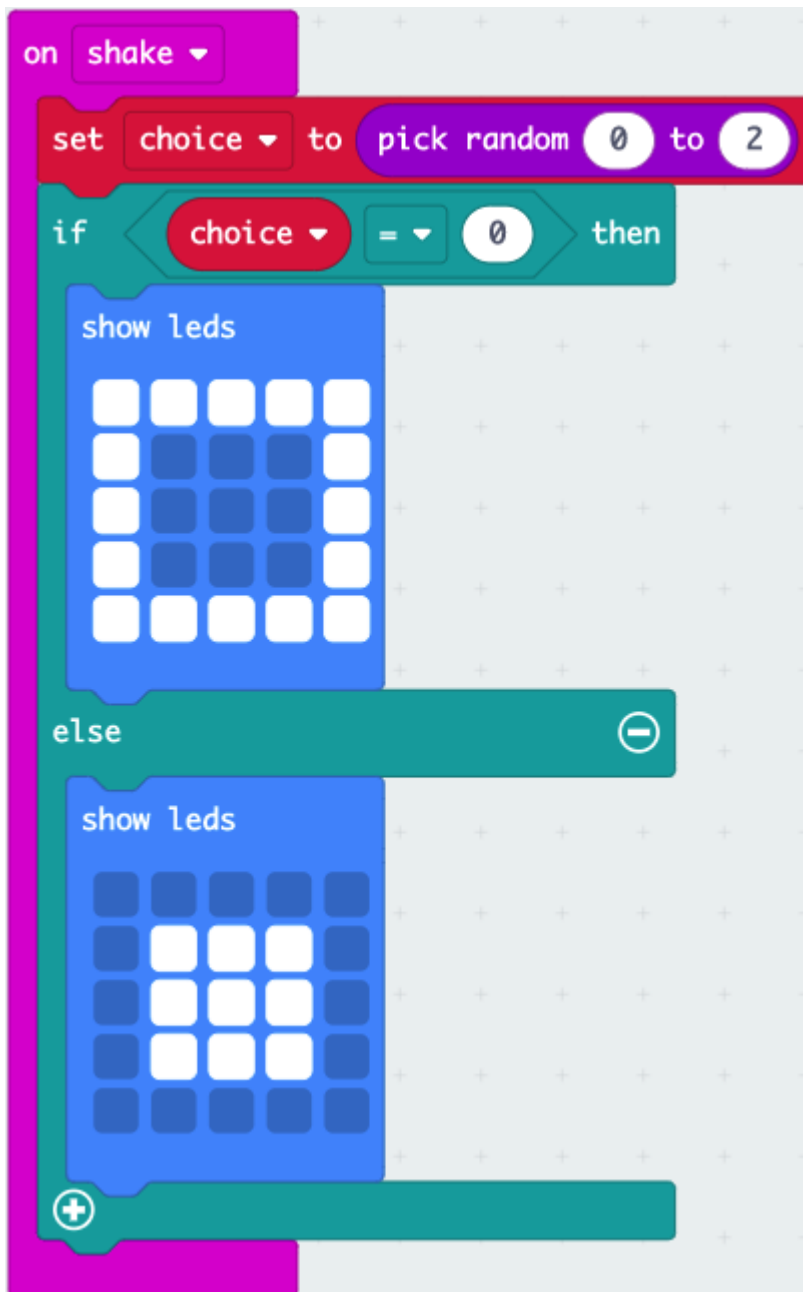 on shake
set choice to pick random 0 to 2
if choice = 0 then
show leds
else
show leds